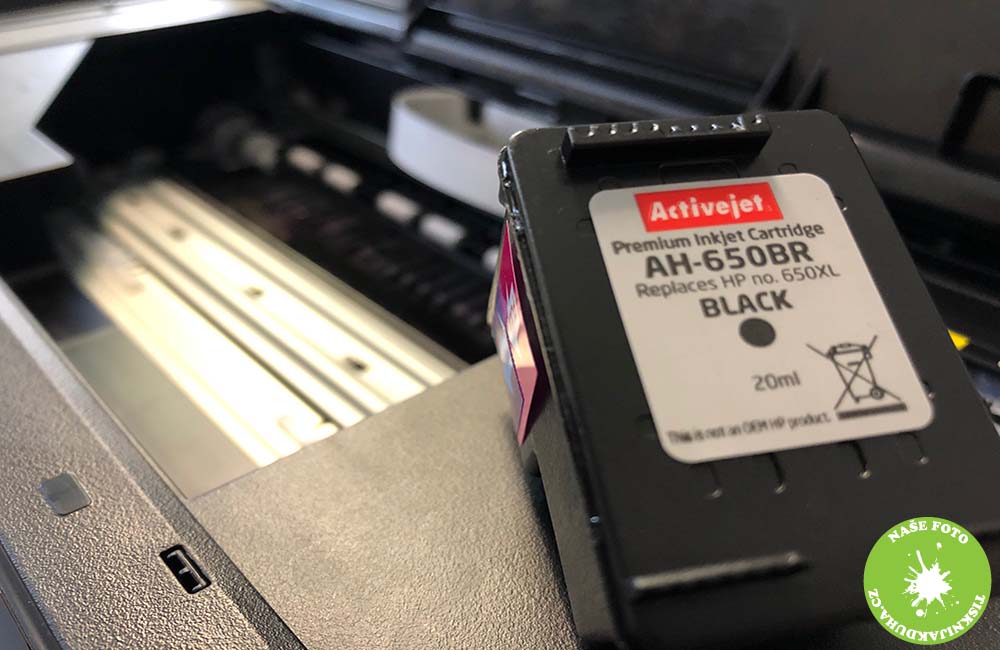 Activejet
Premium Inkjet Cartridge
AH-650BR
Replaces HP no. 650XL
BLACK
20ml
This is not an OEM HP product.
NAŠE FOTO
TISKNIJAKDUHA.CZ